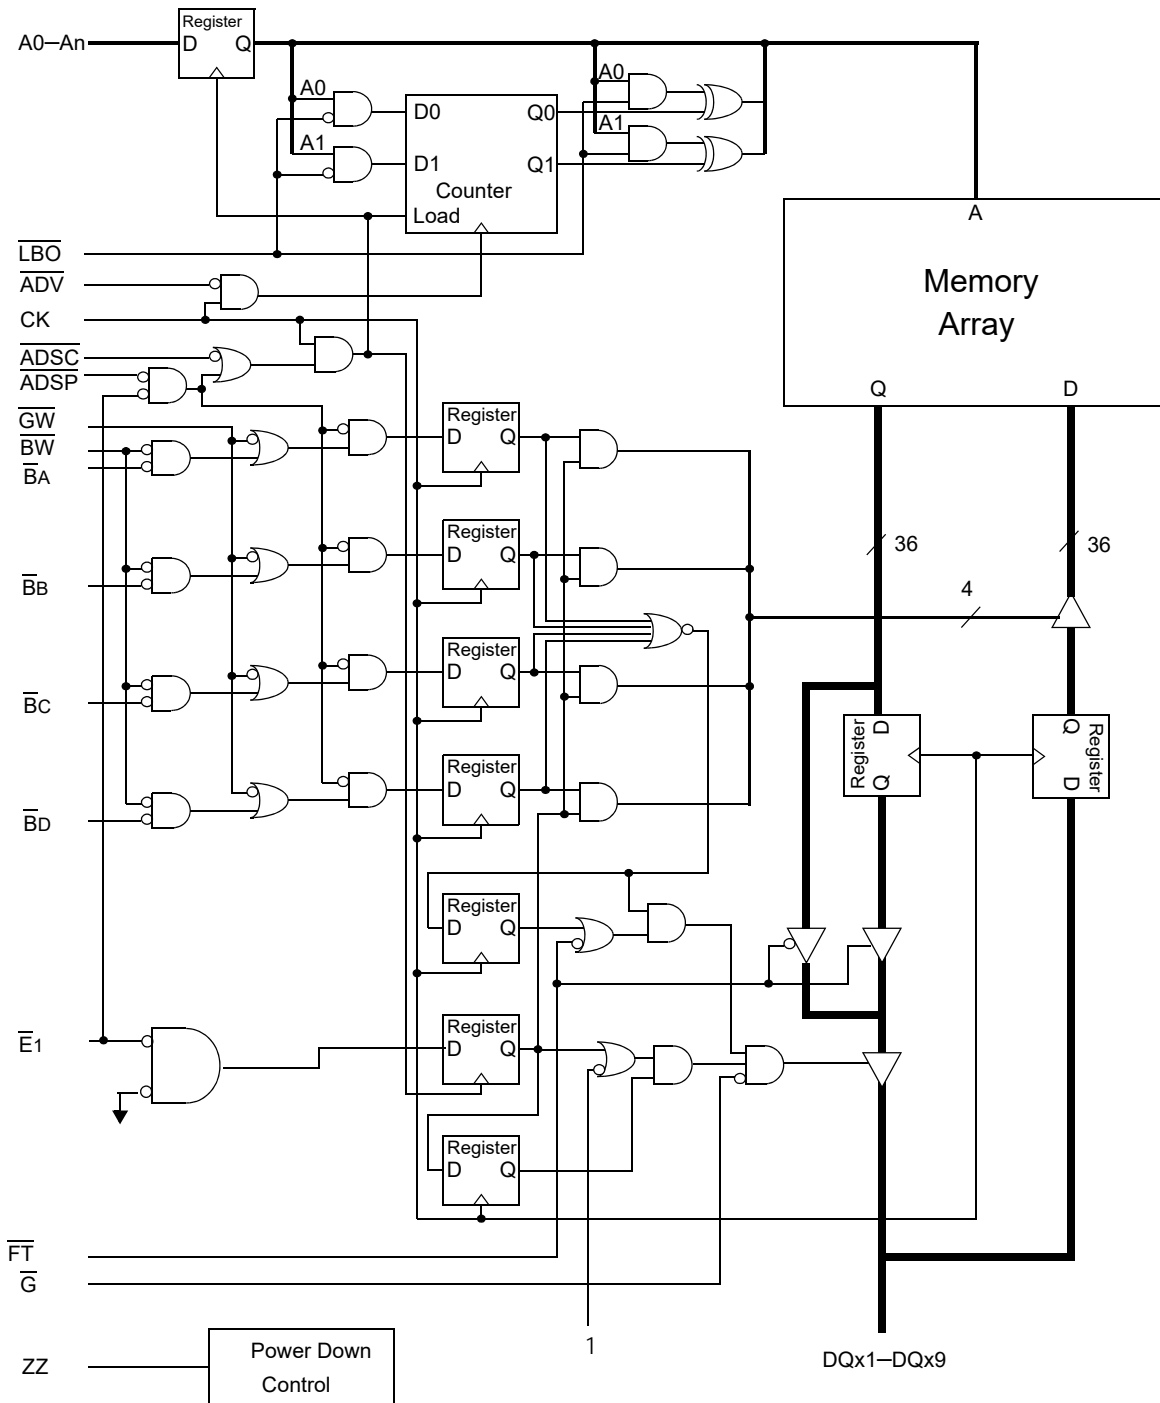 Register
A0–An
D Q
A0
A0
D0 Q0
A1
A1
D1 Q1
Counter
Load
A
LBO
ADV
Memory
Array
CK
ADSC
ADSP
Q D
GW
Register
BW
D Q
BA
Register
36 36
D Q
BB
4
Register
D Q
BC
Register
D
Q
Q
D
Register
Register
D Q
BD
Register
D Q
Register
E1
D Q
Register
D Q
FT
G
1
Power Down
Control
ZZ
DQx1–DQx9